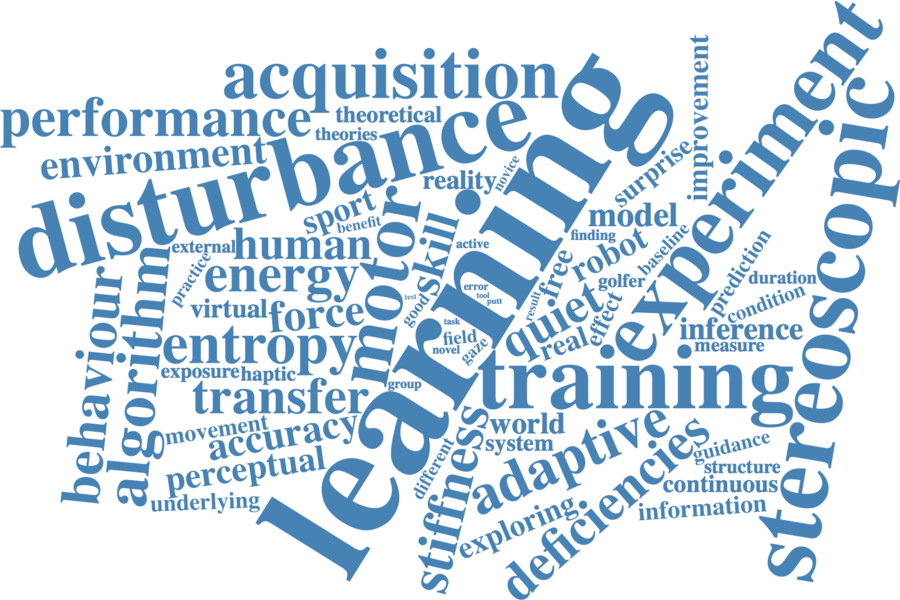 acquisition
performance
theoretical
theories
environment
disturbance
learning
experiment
improvement
stereoscopic
reality
novice
surprise
sport
benefit
motor
skill
active
model
finding
robot
baseline
external
human
practice
energy
virtual
force
entropy
exposure
haptic
transfer
behaviour
algorithm
movement
accuracy
perceptual
underlying
good
test
error
tool
putt
task
field
novel
gaze
group
result
free
quiet
real
effect
golfer
prediction
duration
condition
inference
measure
training
world
system
stiffness
different
adaptive
exploring
deficiencies
guidance
structure
continuous
information